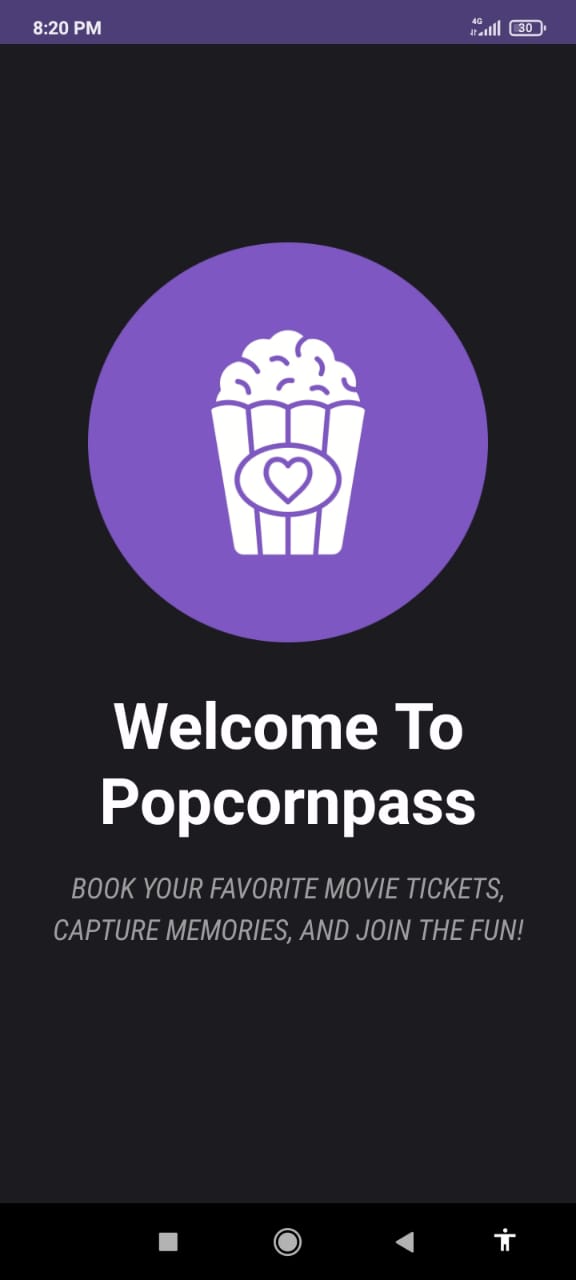 8:20 PM
4G
30
Welcome To
Popcornpass
BOOK YOUR FAVORITE MOVIE TICKETS,
CAPTURE MEMORIES, AND JOIN THE FUN!